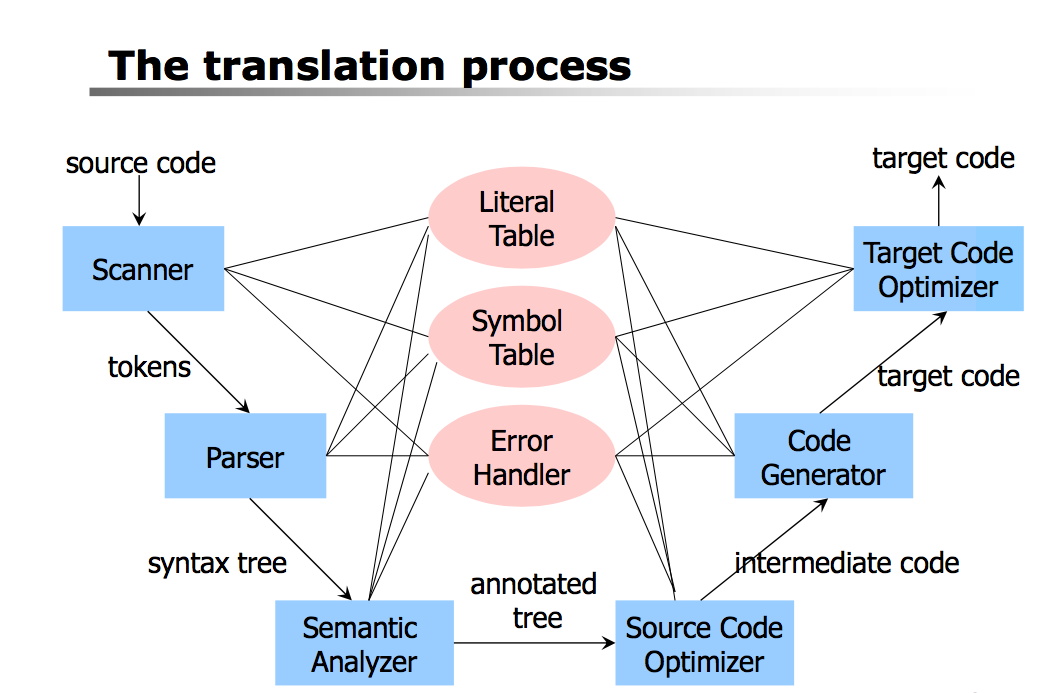 The translation process
source code
target code
Literal
Table
Scanner
Target Code
Optimizer
Symbol
Table
tokens
target code
Parser
Error
Handler
Code
Generator
syntax tree
annotated
tree
intermediate code
Semantic
Analyzer
Source Code
Optimizer